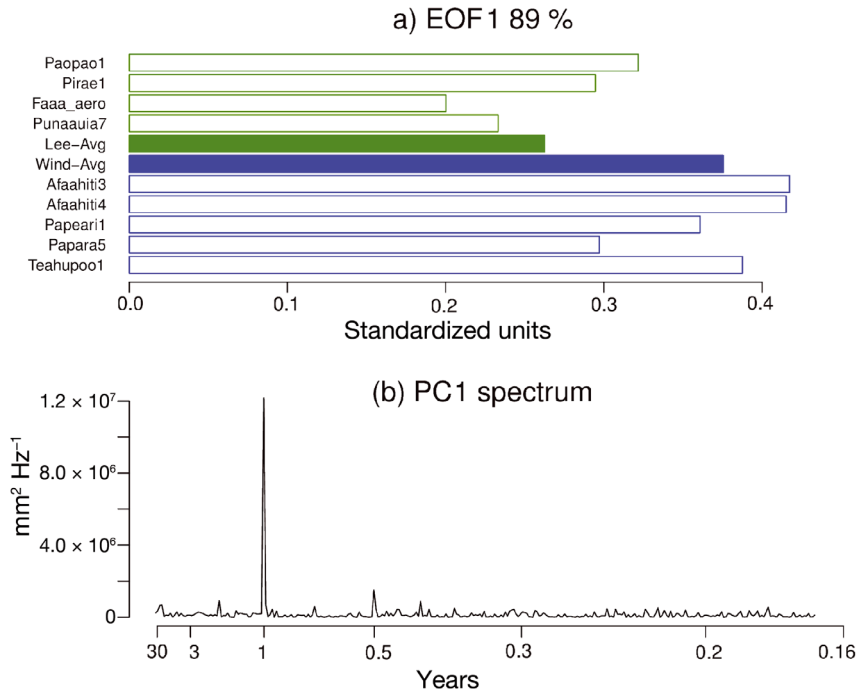 a) EOF1 89 %
Paopao1
Pirae1
Faaa_aero
Punaauia7
Lee–Avg
Wind–Avg
Afaahiti3
Afaahiti4
Papeari1
Papara5
Teahupoo1
0.0 0.1 0.2 0.3 0.4
Standardized units
(b) PC1 spectrum
1.2 × 10⁷
8.0 × 10⁶
4.0 × 10⁶
0
mm² Hz⁻¹
30 3 1 0.5 0.3 0.2 0.16
Years